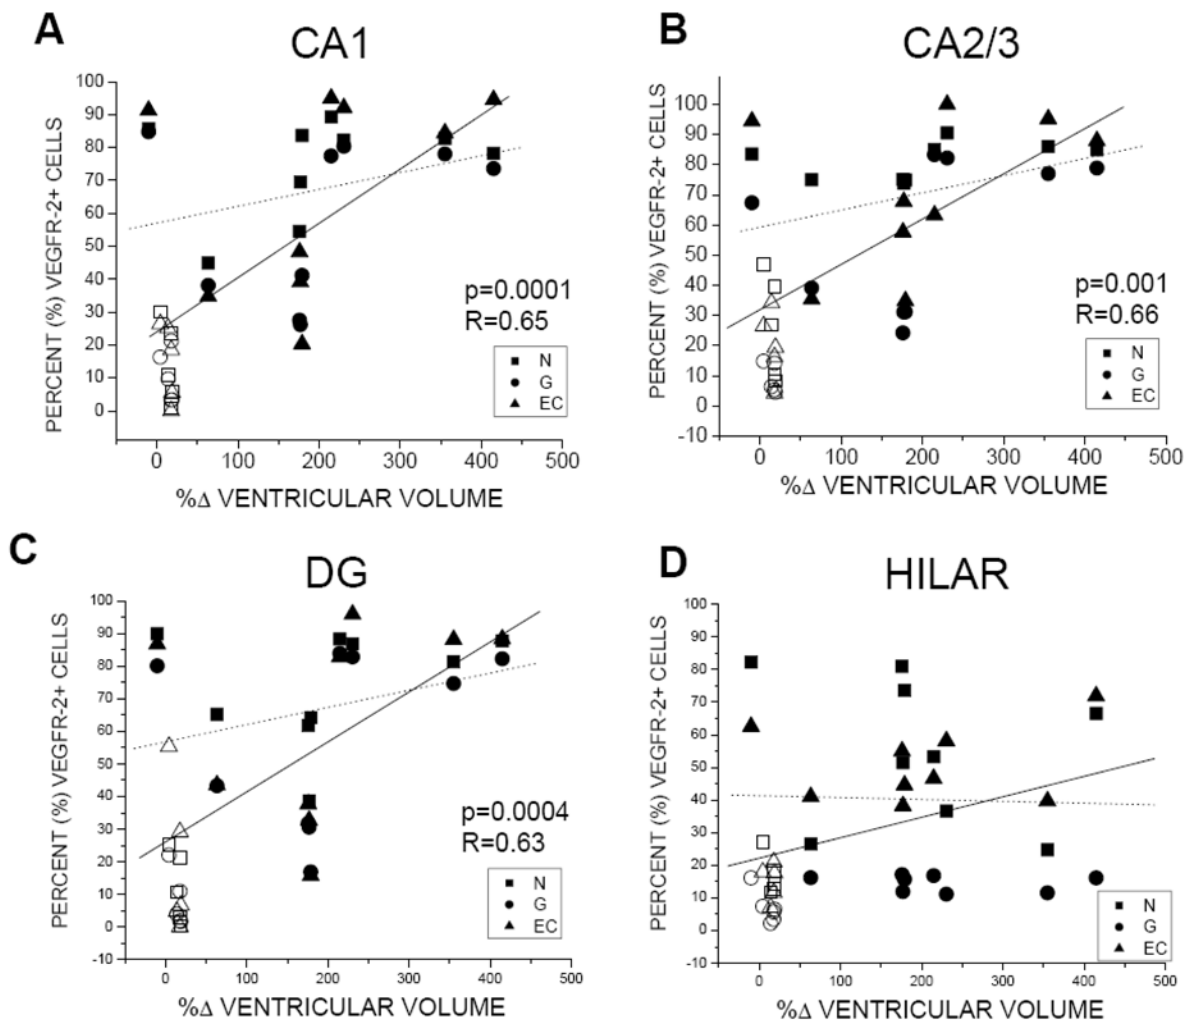 A
CA1
PERCENT (%) VEGFR-2+ CELLS
100
90
80
70
60
50
40
30
20
10
0
p=0.0001
R=0.65
N
G
EC
0 100 200 300 400 500
%Δ VENTRICULAR VOLUME
B
CA2/3
PERCENT (%) VEGFR-2+ CELLS
100
90
80
70
60
50
40
30
20
10
0
-10
p=0.001
R=0.66
N
G
EC
0 100 200 300 400 500
%Δ VENTRICULAR VOLUME
C
DG
PERCENT (%) VEGFR-2+ CELLS
100
90
80
70
60
50
40
30
20
10
0
-10
p=0.0004
R=0.63
N
G
EC
0 100 200 300 400 500
%Δ VENTRICULAR VOLUME
D
HILAR
PERCENT (%) VEGFR-2+ CELLS
100
90
80
70
60
50
40
30
20
10
0
-10
N
G
EC
0 100 200 300 400 500
%Δ VENTRICULAR VOLUME